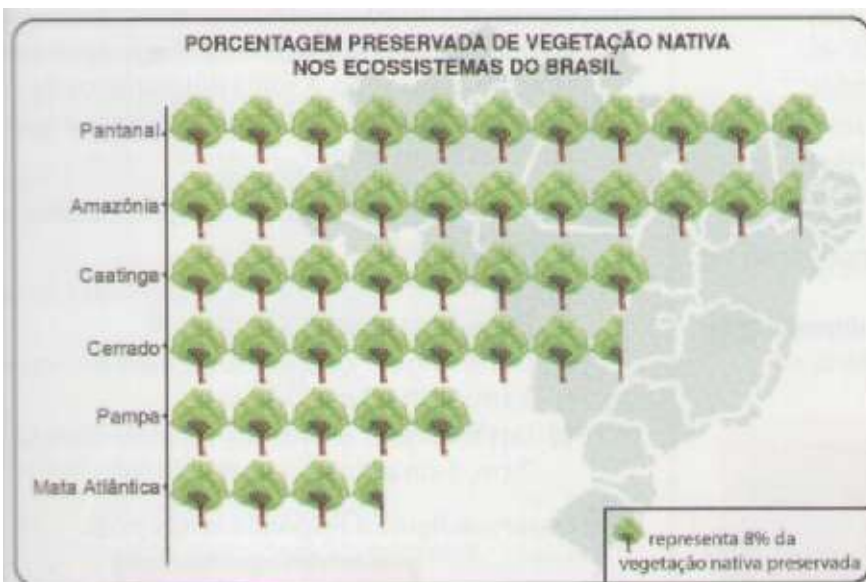 PORCENTAGEM PRESERVADA DE VEGETAÇÃO NATIVA
NOS ECOSSISTEMAS DO BRASIL
Pantanal
Amazônia
Caatinga
Cerrado
Pampa
Mata Atlântica
representa 8% da
vegetação nativa preservada